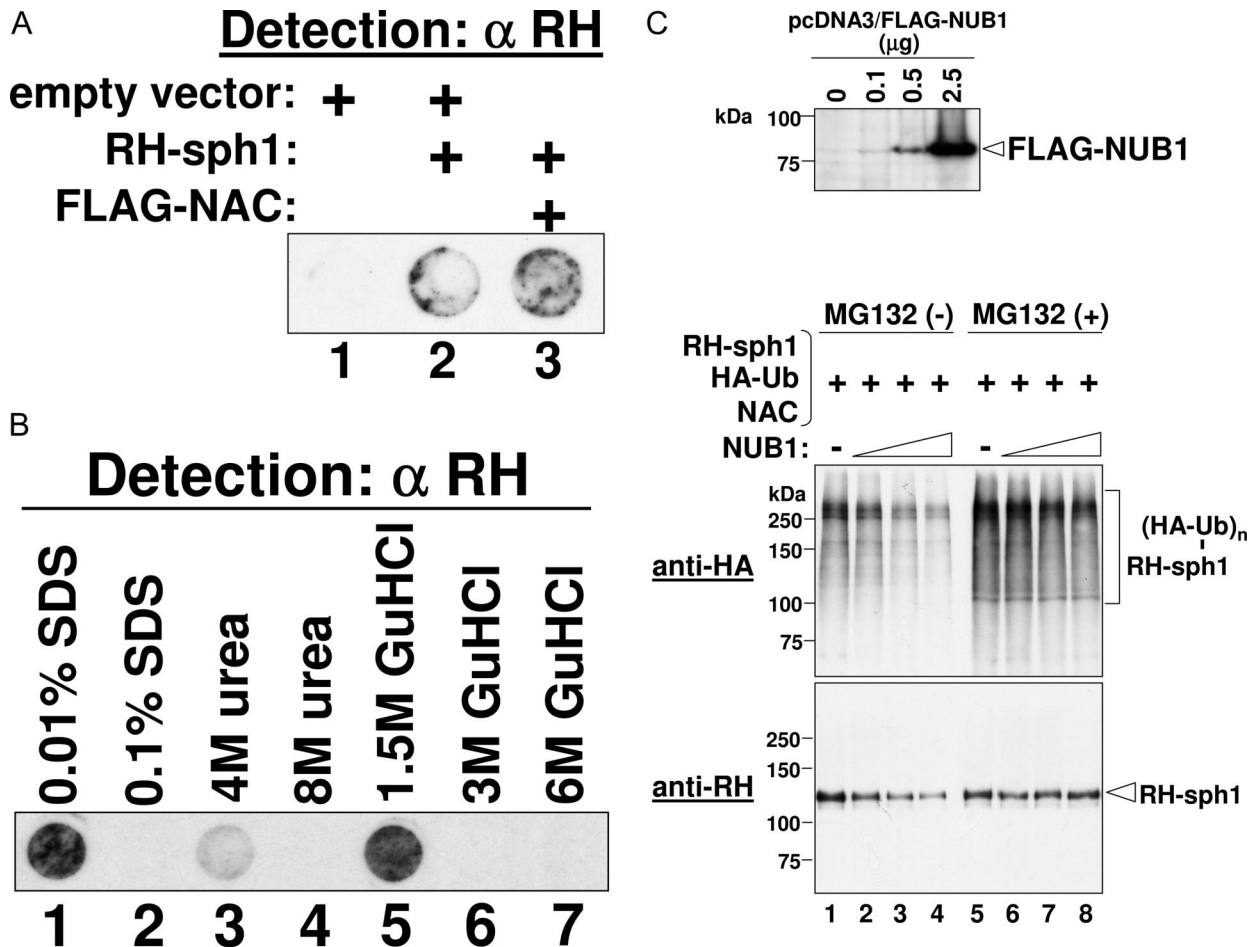 A
Detection: α RH
empty vector: + +
RH-sph1: + +
FLAG-NAC: +
1 2 3
B
Detection: α RH
0.01% SDS
0.1% SDS
4M urea
8M urea
1.5M GuHCl
3M GuHCl
6M GuHCl
1 2 3 4 5 6 7
C
pcDNA3/FLAG-NUB1
(μg)
0 0.1 0.5 2.5
kDa
100
75
FLAG-NUB1
MG132 (-) MG132 (+)
RH-sph1
HA-Ub + + + + + + + +
NAC
NUB1: - -
kDa
250
150
100
75
anti-HA
(HA-Ub)n
RH-sph1
250
150
100
75
anti-RH
RH-sph1
1 2 3 4 5 6 7 8